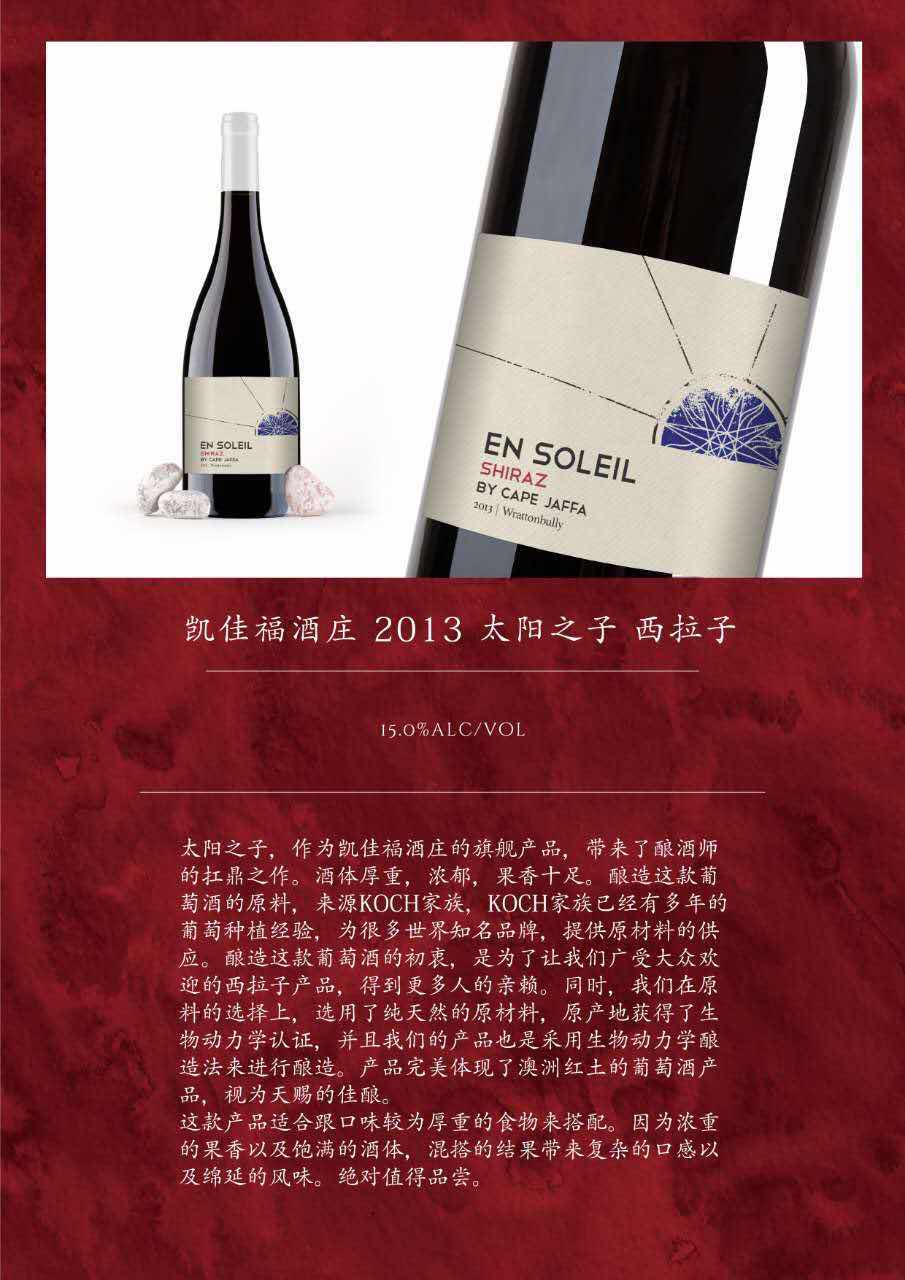 EN SOLEIL
SHIRAZ
BY CAPE JAFFA
2013 | Wrattonbully
EN SOLEIL
SHIRAZ
BY CAPE JAFFA
2013 | Wrattonbully
凯佳福酒庄 2013 太阳之子 西拉子
15.0%ALC/VOL
太阳之子，作为凯佳福酒庄的旗舰产品，带来了酿酒师
的扛鼎之作。酒体厚重，浓郁，果香十足。酿造这款葡
萄酒的原料，来源KOCH家族，KOCH家族已经有多年的
葡萄种植经验，为很多世界知名品牌，提供原材料的供
应。酿造这款葡萄酒的初衷，是为了让我们广受大众欢
迎的西拉子产品，得到更多人的亲赖。同时，我们在原
料的选择上，选用了纯天然的原材料，原产地获得了生
物动力学认证，并且我们的产品也是采用生物动力学酿
造法来进行酿造。产品完美体现了澳洲红土的葡萄酒产
品，视为天赐的佳酿。
这款产品适合跟口味较为厚重的食物来搭配。因为浓重
的果香以及饱满的酒体，混搭的结果带来复杂的口感以
及绵延的风味。绝对值得品尝。